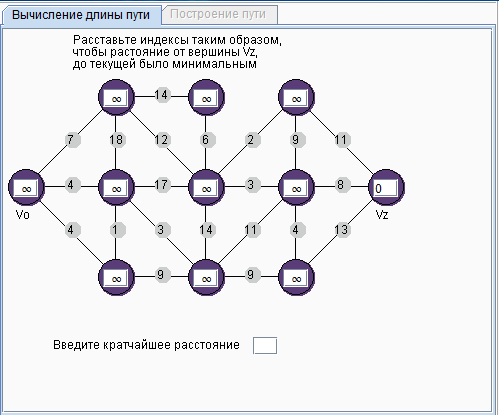 Вычисление длины пути
Построение пути
Расставьте индексы таким образом,
чтобы растояние от вершины Vz,
до текущей было минимальным
∞ 14 ∞ ∞
7 18 12 6 2 9 11
∞ 4 ∞ 17 ∞ 3 ∞ 8 0
Vo Vz
4 1 3 14 11 4 13
∞ 9 ∞ 9 ∞
Введите кратчайшее расстояние